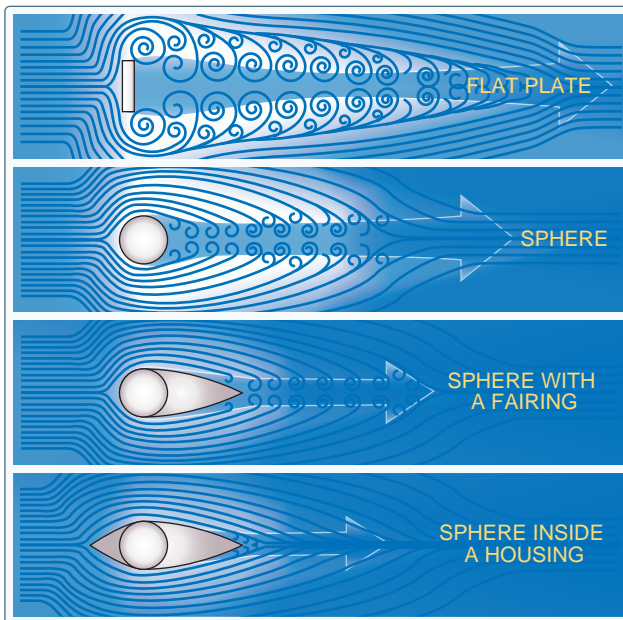 FLAT PLATE
SPHERE
SPHERE WITH
A FAIRING
SPHERE INSIDE
A HOUSING